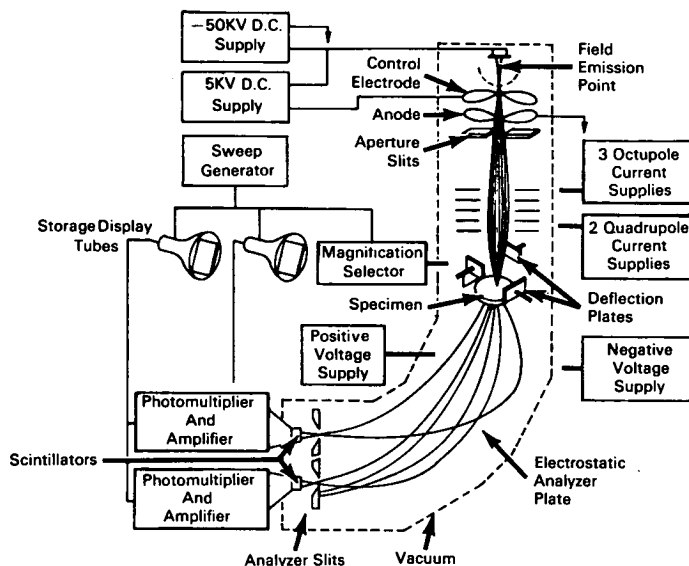 −50KV D.C.
Supply
5KV D.C.
Supply
Control
Electrode
Anode
Aperture
Slits
Field
Emission
Point
Sweep
Generator
3 Octupole
Current
Supplies
Storage Display
Tubes
Magnification
Selector
2 Quadrupole
Current
Supplies
Specimen
Deflection
Plates
Positive
Voltage
Supply
Negative
Voltage
Supply
Photomultiplier
And
Amplifier
Scintillators
Photomultiplier
And
Amplifier
Electrostatic
Analyzer
Plate
Analyzer Slits
Vacuum